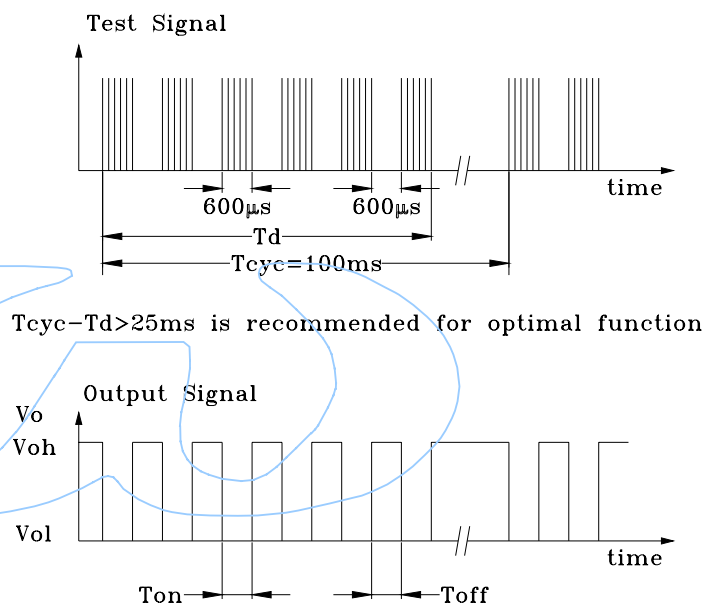 Test Signal
time
600μs 600μs
Td
Tcyc=100ms
Tcyc-Td>25ms is recommended for optimal function
Output Signal
Vo
Voh
Vol
time
Ton Toff